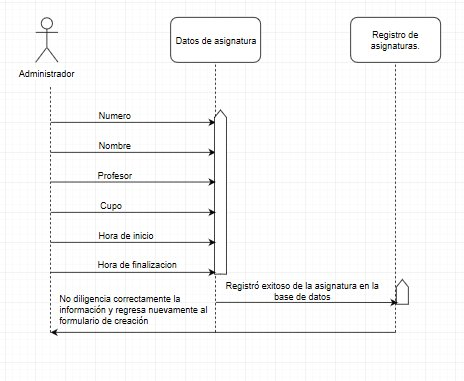 Datos de asignatura
Registro de
asignaturas.
Administrador
Numero
Nombre
Profesor
Cupo
Hora de inicio
Hora de finalizacion
Registró exitoso de la asignatura en la
base de datos
No diligencia correctamente la
información y regresa nuevamente al
formulario de creación